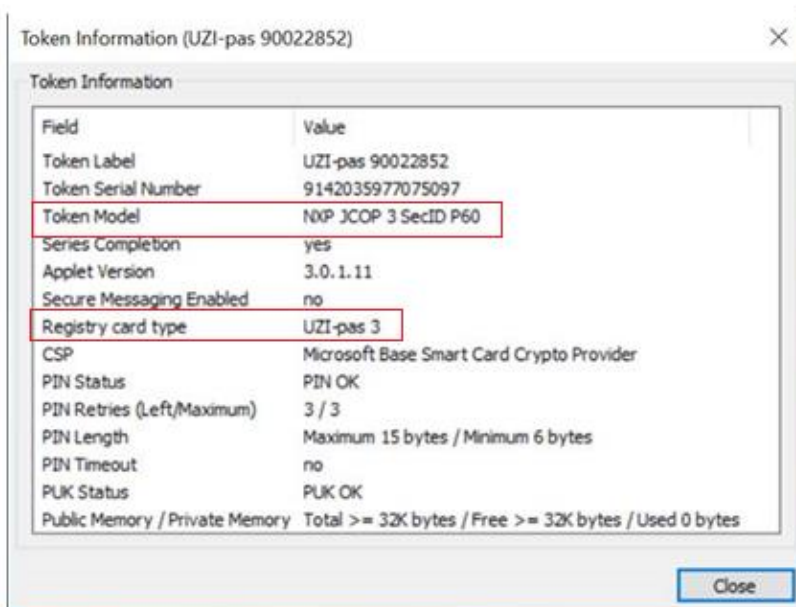 Token Information (UZI-pas 90022852)
Token Information
Field Value
Token Label UZI-pas 90022852
Token Serial Number 9142035977075097
Token Model NXP JCOP 3 SecID P60
Series Completion yes
Applet Version 3.0.1.11
Secure Messaging Enabled no
Registry card type UZI-pas 3
CSP Microsoft Base Smart Card Crypto Provider
PIN Status PIN OK
PIN Retries (Left/Maximum) 3 / 3
PIN Length Maximum 15 bytes / Minimum 6 bytes
PIN Timeout no
PUK Status PUK OK
Public Memory / Private Memory Total >= 32K bytes / Free >= 32K bytes / Used 0 bytes
Close